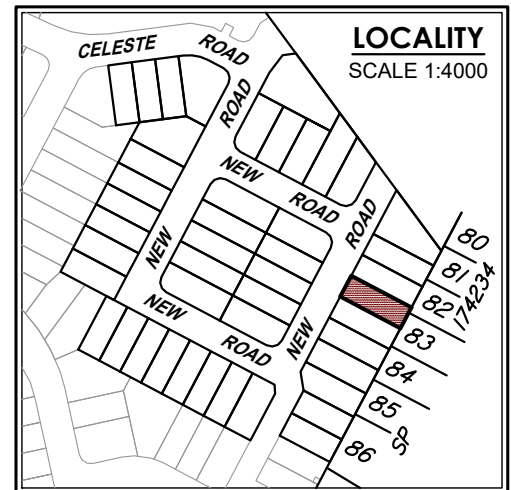 LOCALITY
SCALE 1:4000
CELESTE ROAD
ROAD
NEW
ROAD
ROAD
NEW
NEW
ROAD
NEW
80
81
82
83
84
85
86
SP 174234